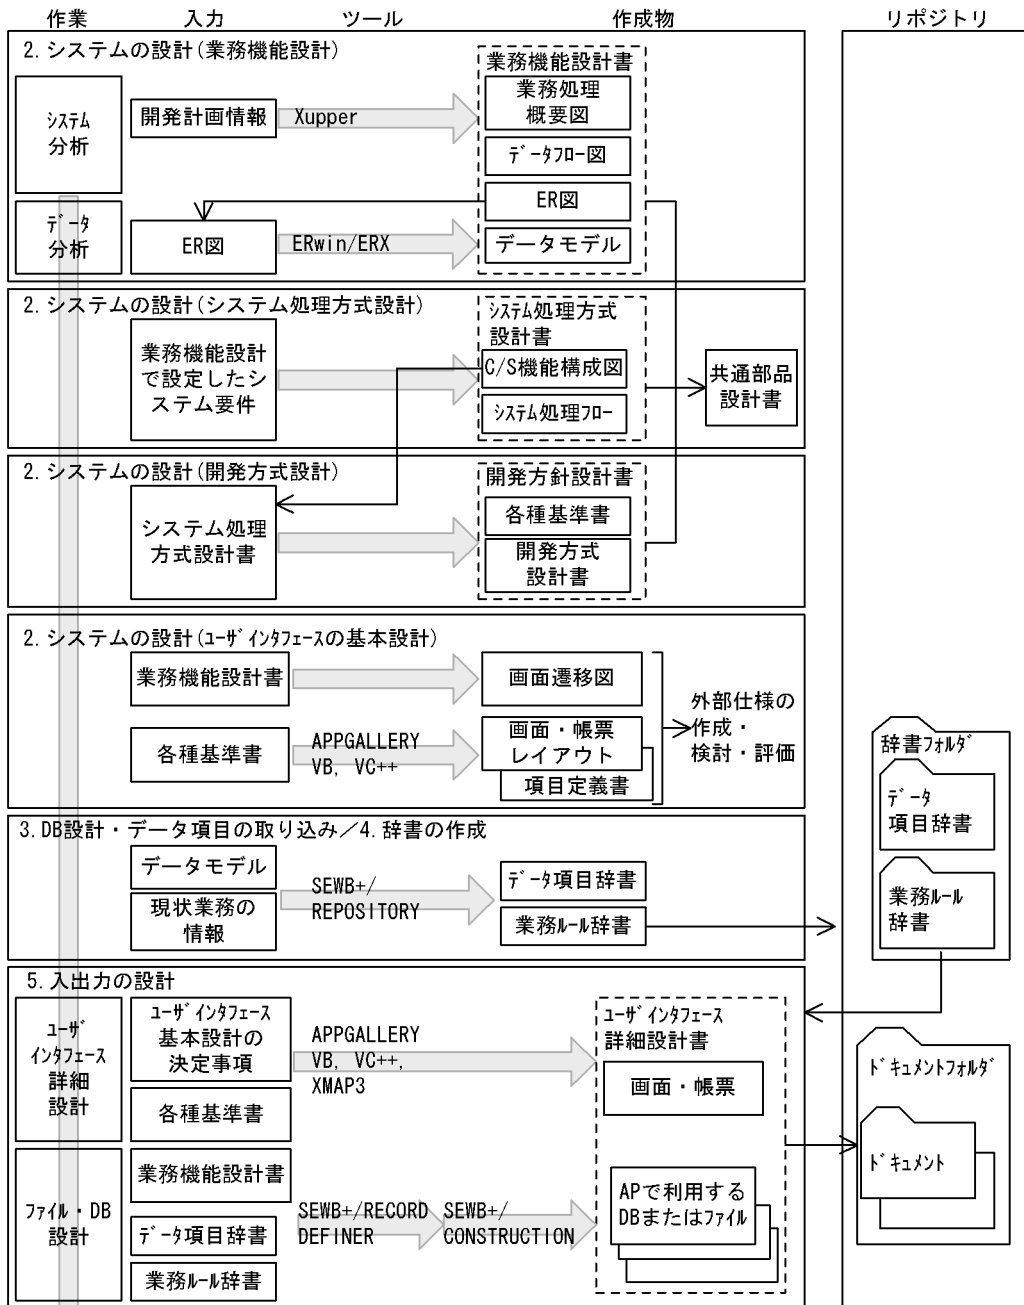 作業 入力 ツール 作成物 リポジトリ
2. システムの設計(業務機能設計)
システム
分析
開発計画情報
Xupper
業務機能設計書
業務処理
概要図
データフロー図
ER図
データモデル
データ
分析
ER図
ERwin/ERX
2. システムの設計(システム処理方式設計)
業務機能設計
で設定したシ
ステム要件
システム処理方式
設計書
C/S機能構成図
システム処理フロー
共通部品
設計書
2. システムの設計(開発方式設計)
システム処理
方式設計書
開発方針設計書
各種基準書
開発方式
設計書
2. システムの設計(ユーザインタフェースの基本設計)
業務機能設計書
画面遷移図
各種基準書
APPGALLERY
VB, VC++
画面・帳票
レイアウト
項目定義書
外部仕様の
作成・
検討・評価
辞書フォルダ
データ
項目辞書
業務ルール
辞書
3. DB設計・データ項目の取り込み／4. 辞書の作成
データモデル
現状業務の
情報
SEWB+/
REPOSITORY
データ項目辞書
業務ルール辞書
5. 入出力の設計
ユーザ
インタフェース
詳細
設計
ユーザインタフェース
基本設計の
決定事項
各種基準書
APPGALLERY
VB, VC++,
XMAP3
ユーザインタフェース
詳細設計書
画面・帳票
ドキュメントフォルダ
ドキュメント
ファイル・DB
設計
業務機能設計書
データ項目辞書
業務ルール辞書
SEWB+/RECORD
DEFINER
SEWB+/
CONSTRUCTION
APで利用する
DBまたはファイル